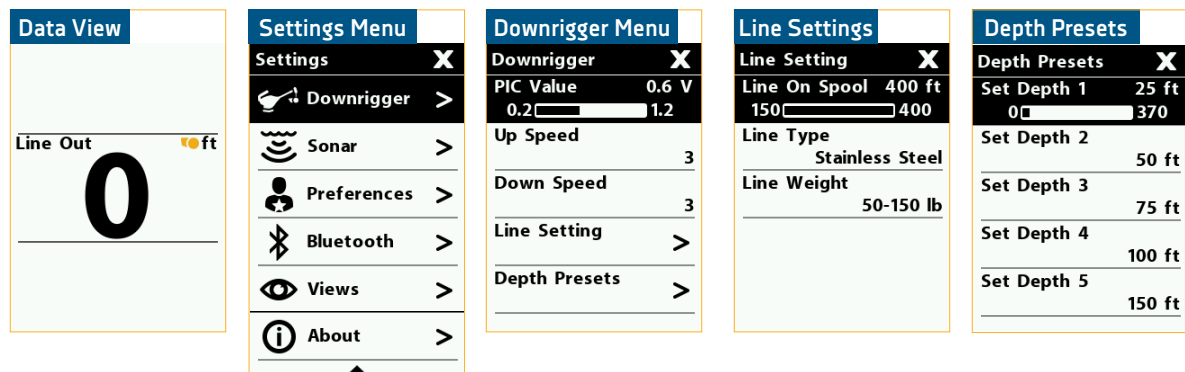 Data View
Line Out ft
0
Settings Menu
Settings X
Downrigger >
Sonar >
Preferences >
Bluetooth >
Views >
About >
Downrigger Menu
Downrigger X
PIC Value 0.6 V
0.2 1.2
Up Speed
3
Down Speed
3
Line Setting >
Depth Presets >
Line Settings
Line Setting X
Line On Spool 400 ft
150 400
Line Type
Stainless Steel
Line Weight
50-150 lb
Depth Presets
Depth Presets X
Set Depth 1 25 ft
0 370
Set Depth 2
50 ft
Set Depth 3
75 ft
Set Depth 4
100 ft
Set Depth 5
150 ft